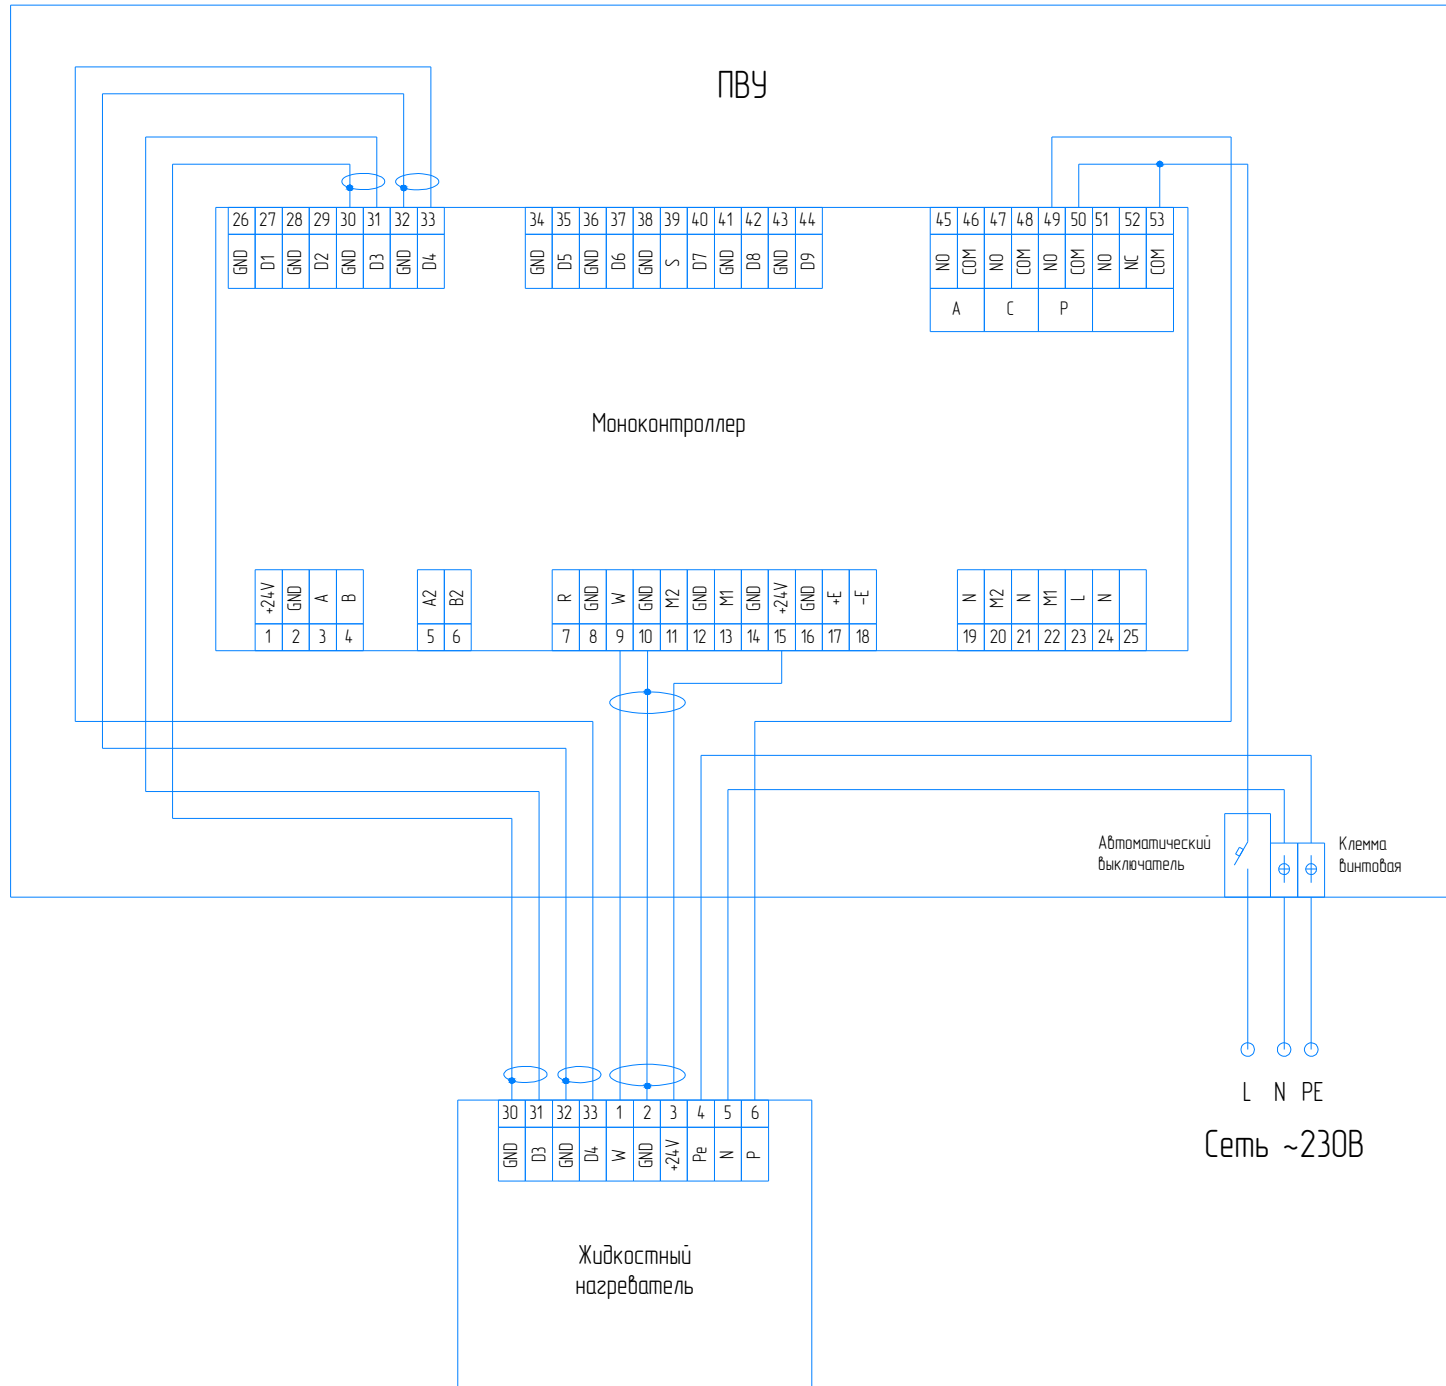 ПВУ
26 27 28 29 30 31 32 33
GND D1 GND D2 GND D3 GND D4
34 35 36 37 38 39 40 41 42 43 44
GND D5 GND D6 GND S D7 GND D8 GND D9
45 46 47 48 49 50 51 52 53
NO COM NO COM NO COM NO NC COM
A C P
Моноконтроллер
+24V GND A B
1 2 3 4
A2 B2
5 6
R GND W GND M2 GND M1 GND +24V GND +E -E
7 8 9 10 11 12 13 14 15 16 17 18
N M2 N M1 L N
19 20 21 22 23 24 25
Автоматический
выключатель
Клемма
винтовая
L N PE
Сеть ~230В
30 31 32 33 1 2 3 4 5 6
GND D3 GND D4 W GND +24V Pe N P
Жидкостный
нагреватель